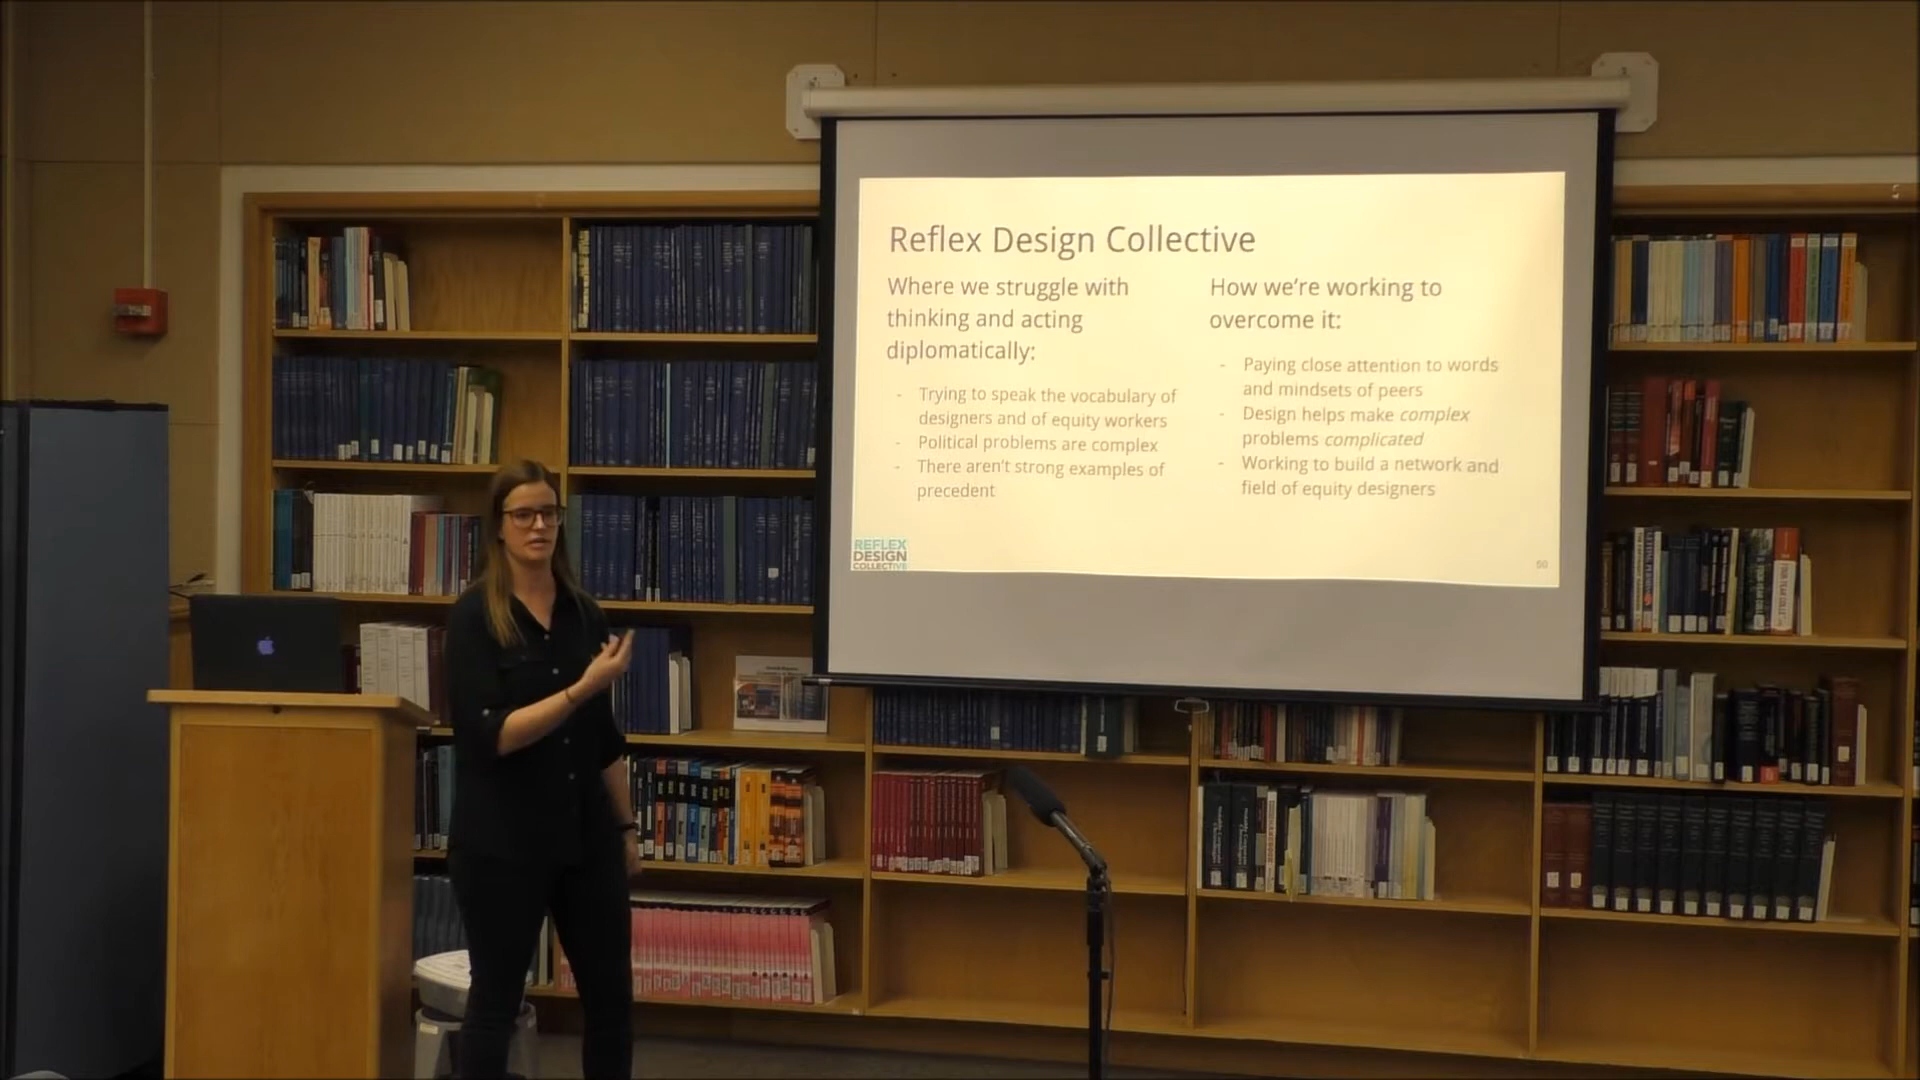 Reflex Design Collective
Where we struggle with
thinking and acting
diplomatically:
- Trying to speak the vocabulary of
designers and of equity workers
- Political problems are complex
- There aren't strong examples of
precedent
How we're working to
overcome it:
- Paying close attention to words
and mindsets of peers
- Design helps make complex
problems complicated
- Working to build a network and
field of equity designers
REFLEX
DESIGN
COLLECTIVE